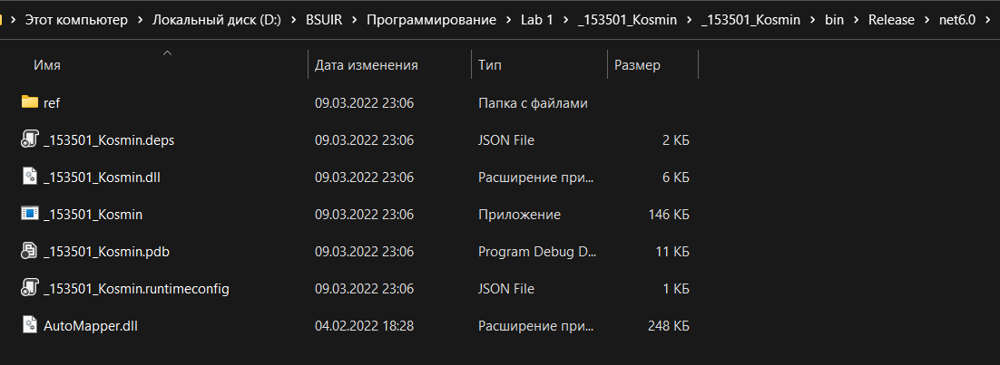 Этот компьютер > Локальный диск (D:) > BSUIR > Программирование > Lab 1 > _153501_Kosmin > _153501_Kosmin > bin > Release > net6.0 >
Имя Дата изменения Тип Размер
ref 09.03.2022 23:06 Папка с файлами
_153501_Kosmin.deps 09.03.2022 23:06 JSON File 2 КБ
_153501_Kosmin.dll 09.03.2022 23:06 Расширение при... 6 КБ
_153501_Kosmin 09.03.2022 23:06 Приложение 146 КБ
_153501_Kosmin.pdb 09.03.2022 23:06 Program Debug D... 11 КБ
_153501_Kosmin.runtimeconfig 09.03.2022 23:06 JSON File 1 КБ
AutoMapper.dll 04.02.2022 18:28 Расширение при... 248 КБ